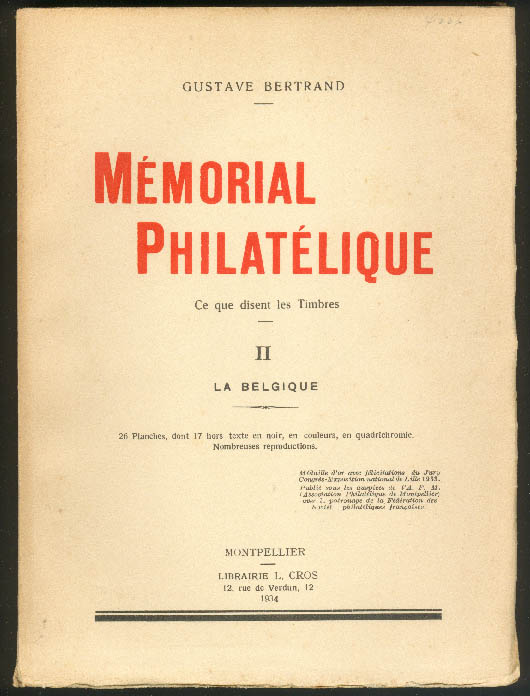 GUSTAVE BERTRAND
MÉMORIAL
PHILATÉLIQUE
Ce que disent les Timbres
II
LA BELGIQUE
26 Planches, dont 17 hors texte en noir, en couleurs, en quadrichromie.
Nombreuses reproductions.
Médaille d'or avec félicitations du Jury
Congrès-Exposition national de Lille 1933.
Publié sous les auspices de l'A. P. M.
(Association Philatélique de Montpellier)
patronage de la Fédération des
philatéliques françaises.
MONTPELLIER
LIBRAIRIE L. CROS
12, rue de Verdun, 12
1934